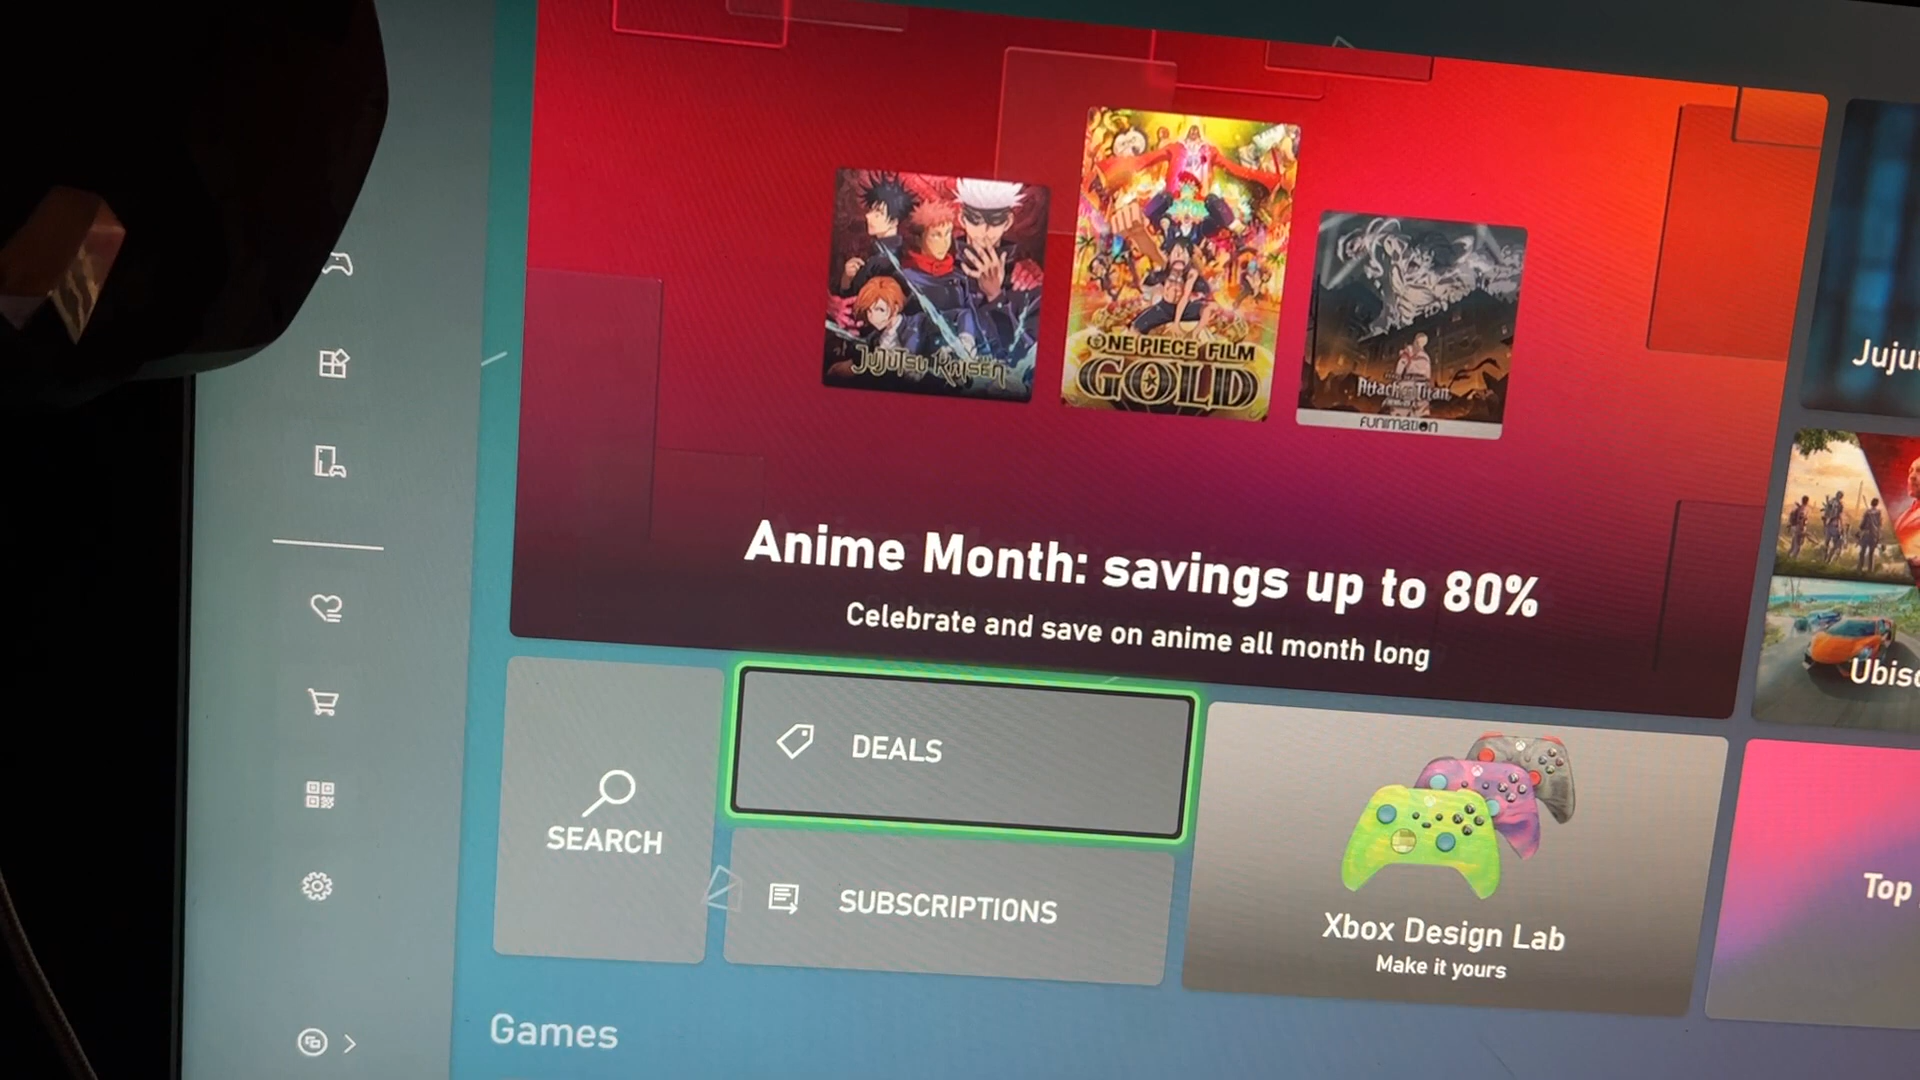 JUJUTSU KAISEN
ONE PIECE FILM
GOLD
Attack on Titan
FUNIMATION
Anime Month: savings up to 80%
Celebrate and save on anime all month long
SEARCH
DEALS
SUBSCRIPTIONS
Xbox Design Lab
Make it yours
Top
Games